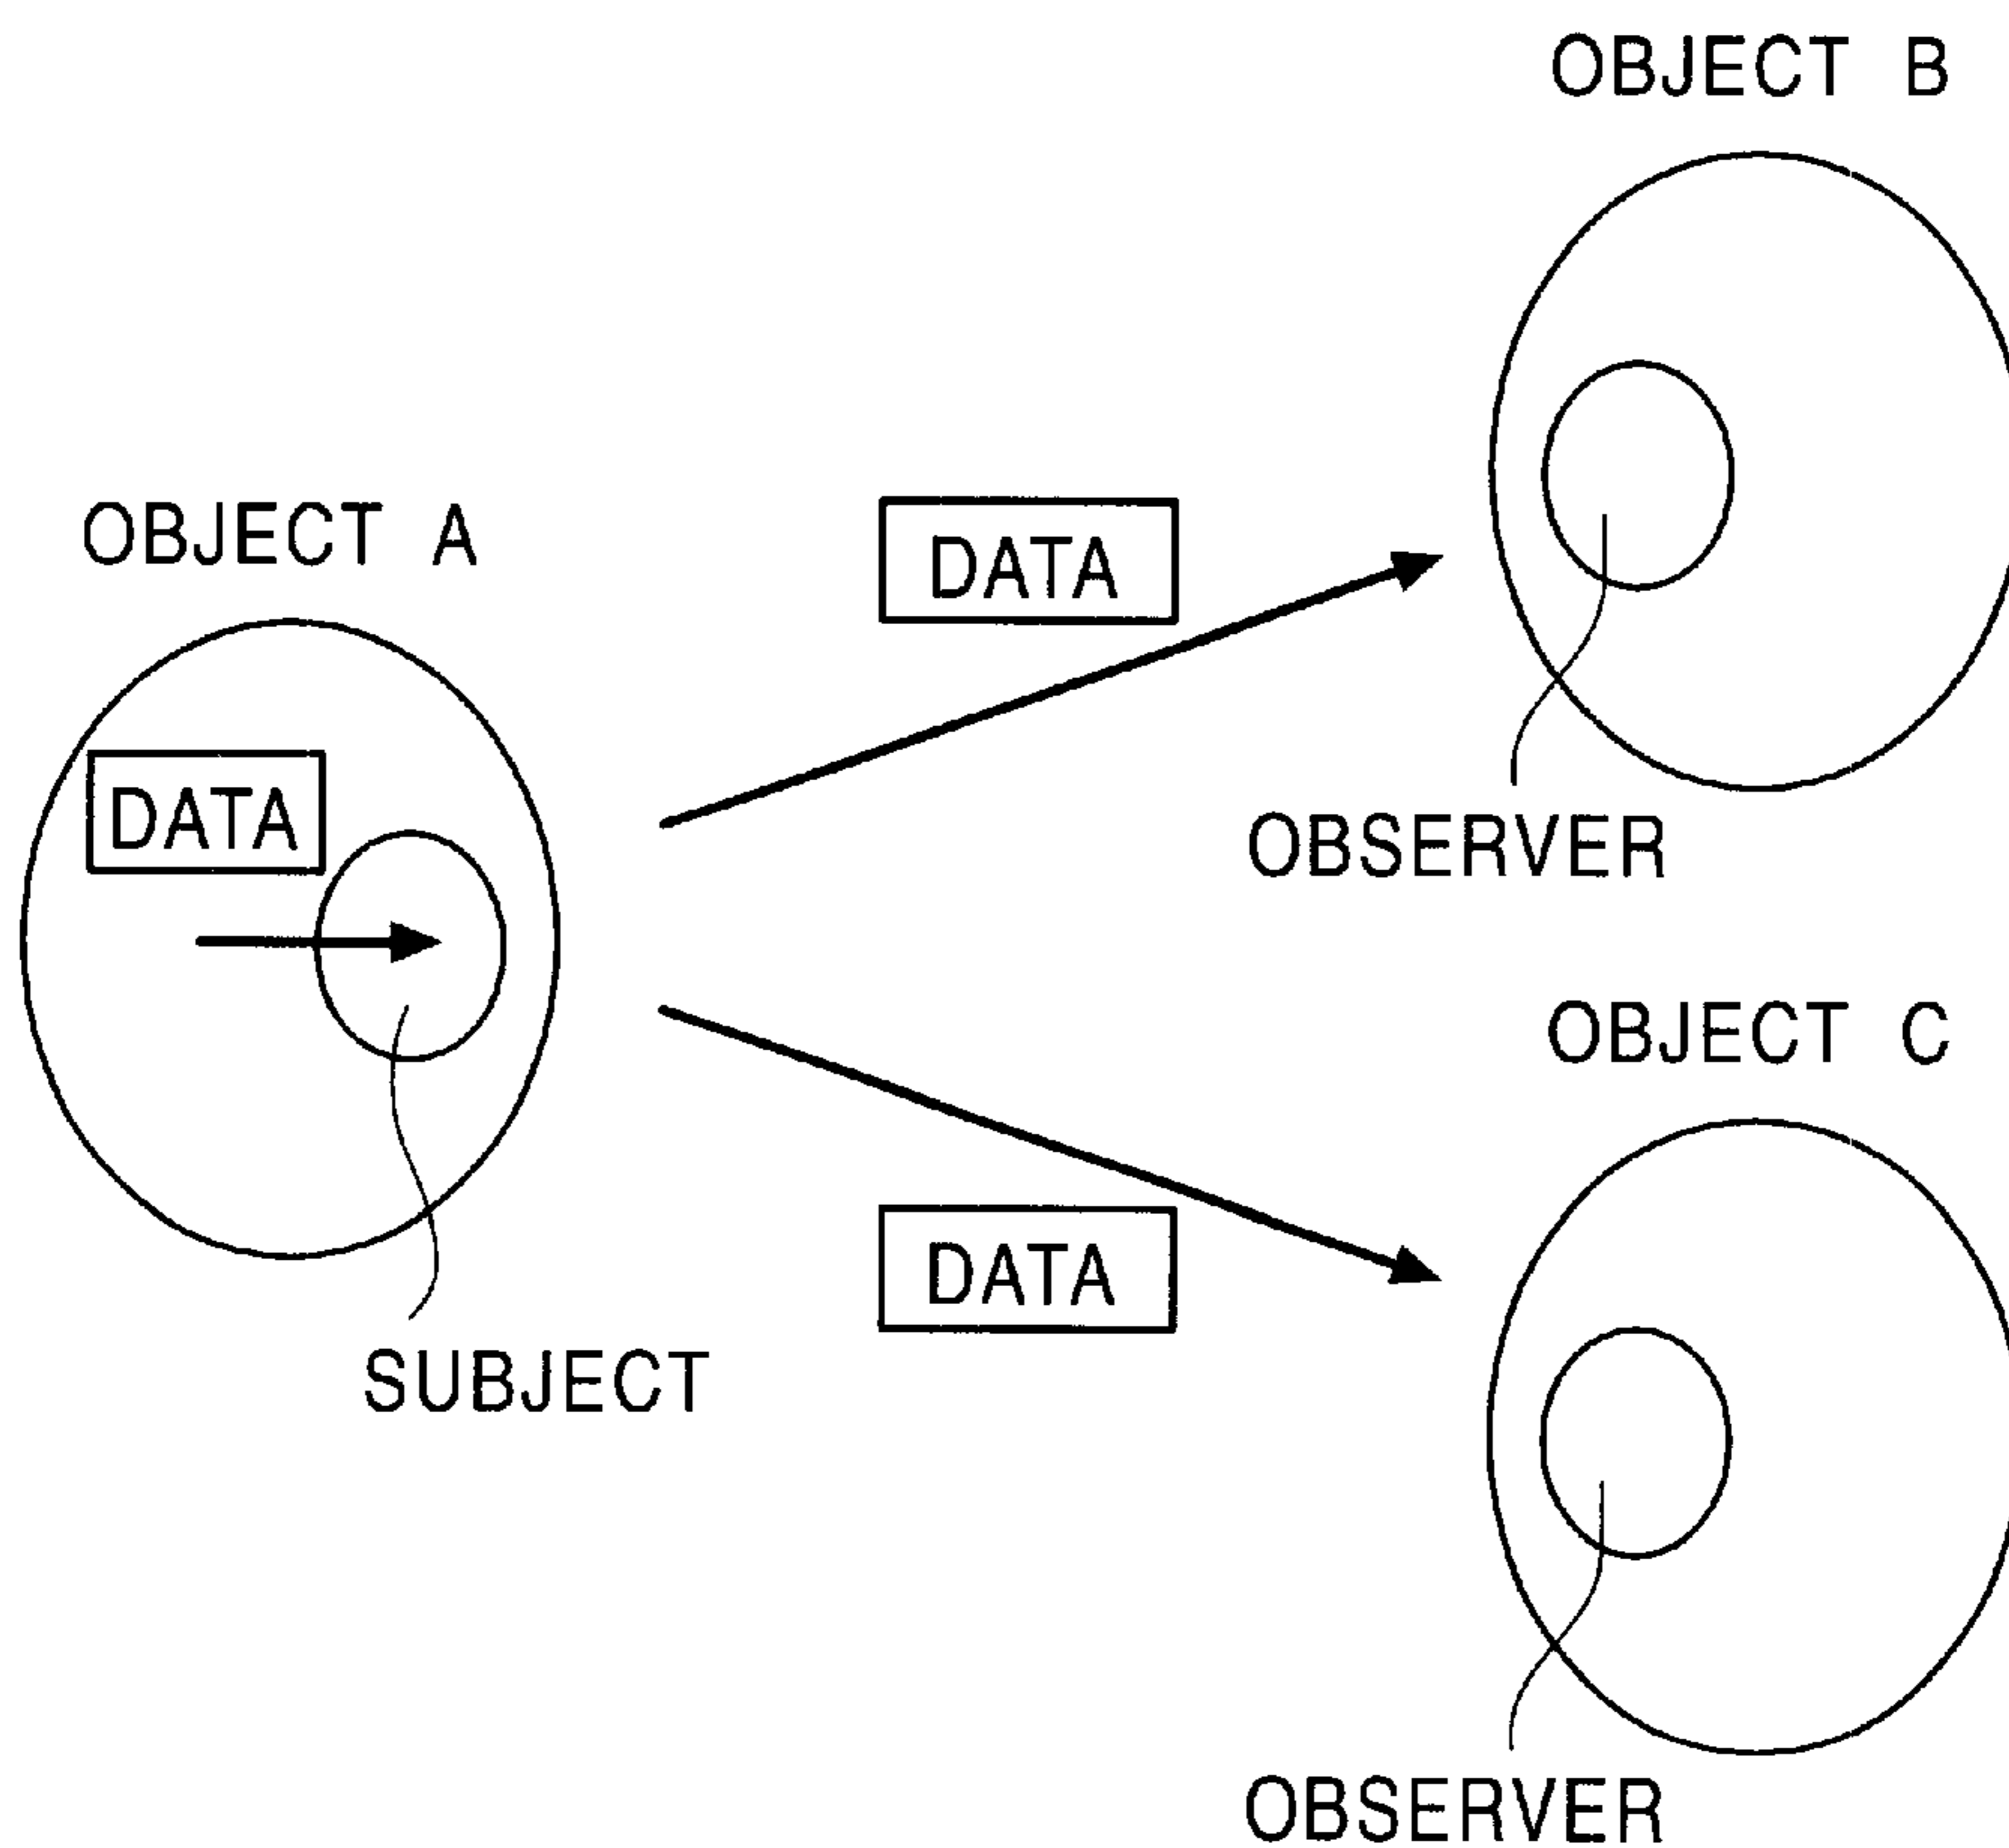 OBJECT B
OBJECT A
DATA
DATA
OBSERVER
OBJECT C
DATA
SUBJECT
OBSERVER